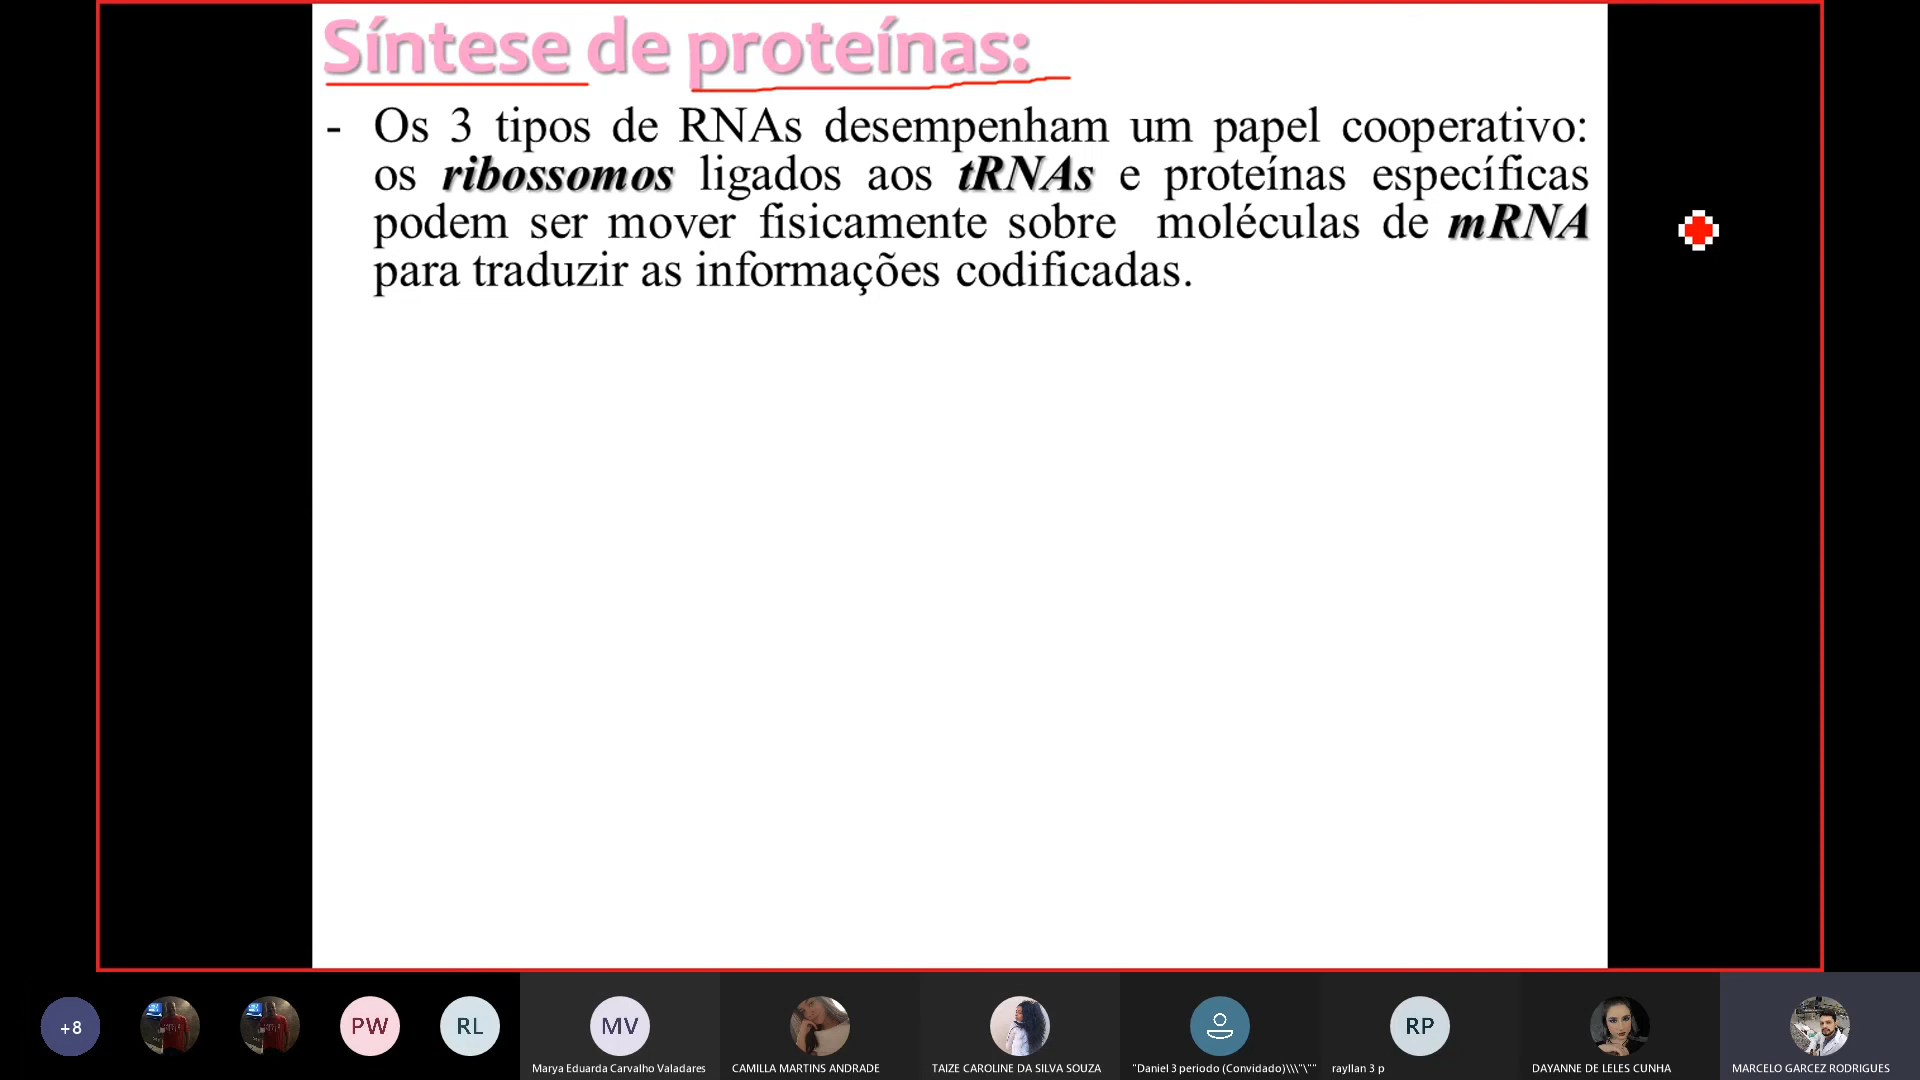 Síntese de proteínas:
- Os 3 tipos de RNAs desempenham um papel cooperativo:
os ribossomos ligados aos tRNAs e proteínas específicas
podem ser mover fisicamente sobre moléculas de mRNA
para traduzir as informações codificadas.
+8
PW
RL
MV
RP
Marya Eduarda Carvalho Valadares
CAMILLA MARTINS ANDRADE
TAIZE CAROLINE DA SILVA SOUZA
"Daniel 3 periodo (Convidado)\\\"\""
rayllan 3 p
DAYANNE DE LELES CUNHA
MARCELO GARCEZ RODRIGUES